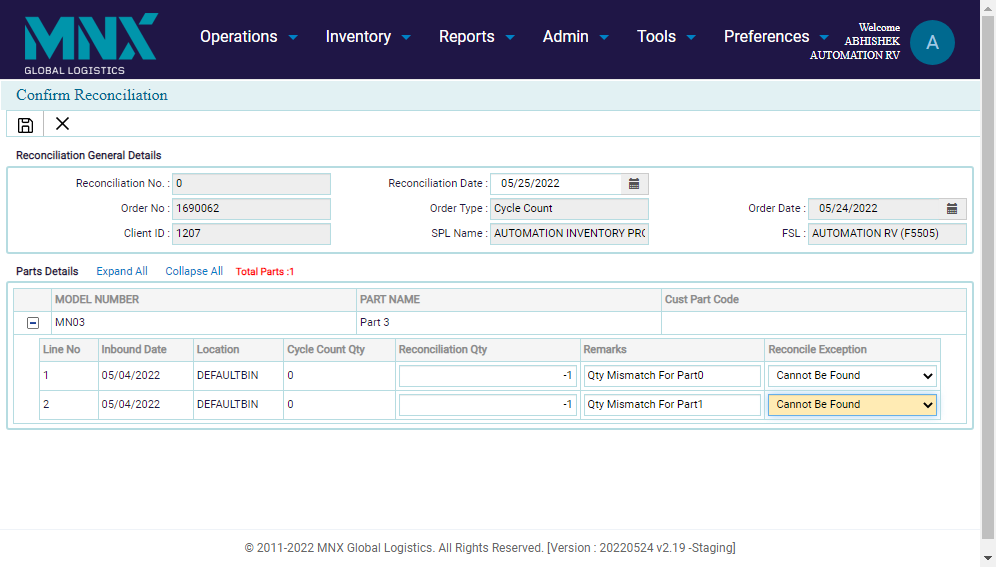 MNX
GLOBAL LOGISTICS
Operations Inventory Reports Admin Tools Preferences
Welcome
ABHISHEK
AUTOMATION RV
A
Confirm Reconciliation
Reconciliation General Details
Reconciliation No. : 0 Reconciliation Date : 05/25/2022
Order No : 1690062 Order Type : Cycle Count Order Date : 05/24/2022
Client ID : 1207 SPL Name : AUTOMATION INVENTORY PRO FSL : AUTOMATION RV (F5505)
Parts Details Expand All Collapse All Total Parts :1
MODEL NUMBER PART NAME Cust Part Code
MN03 Part 3
Line No Inbound Date Location Cycle Count Qty Reconciliation Qty Remarks Reconcile Exception
1 05/04/2022 DEFAULTBIN 0 -1 Qty Mismatch For Part0 Cannot Be Found
2 05/04/2022 DEFAULTBIN 0 -1 Qty Mismatch For Part1 Cannot Be Found
© 2011-2022 MNX Global Logistics. All Rights Reserved. [Version : 20220524 v2.19 -Staging]